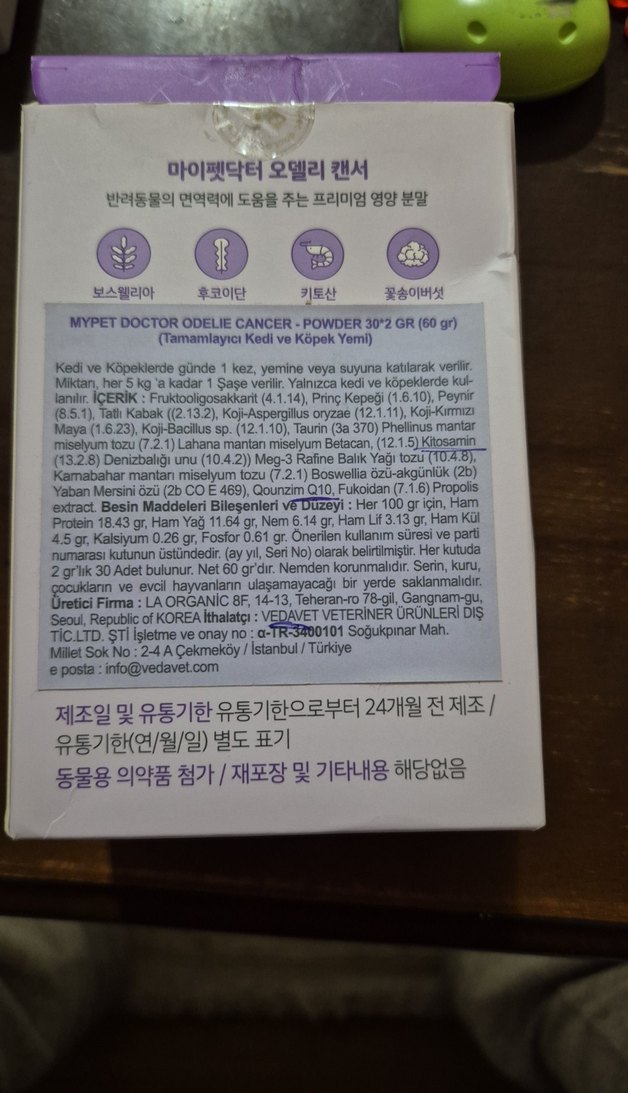 마이펫닥터 오델리 캔서
반려동물의 면역력에 도움을 주는 프리미엄 영양 분말
보스웰리아 후코이단 키토산 꽃송이버섯
MYPET DOCTOR ODELIE CANCER - POWDER 30*2 GR (60 gr)
(Tamamlayıcı Kedi ve Köpek Yemi)
Kedi ve Köpeklerde günde 1 kez, yemine veya suyuna katılarak verilir.
Miktarı, her 5 kg 'a kadar 1 Şaşe verilir. Yalnızca kedi ve köpeklerde kul-
lanılır. İÇERİK : Fruktooligosakkarit (4.1.14), Prinç Kepeği (1.6.10), Peynir
(8.5.1), Tatlı Kabak ((2.13.2), Koji-Aspergillus oryzae (12.1.11), Koji-Kırmızı
Maya (1.6.23), Koji-Bacillus sp. (12.1.10), Taurin (3a 370) Phellinus mantar
miselyum tozu (7.2.1) Lahana mantarı miselyum Betacan, (12.1.5) Kitosamin
(13.2.8) Denizbalığı unu (10.4.2)) Meg-3 Rafine Balık Yağı tozu (10.4.8),
Karnabahar mantarı miselyum tozu (7.2.1) Boswellia özü-akgünlük (2b)
Yaban Mersini özü (2b CO E 469), Qounzim Q10, Fukoidan (7.1.6) Propolis
extract. Besin Maddeleri Bileşenleri ve Düzeyi : Her 100 gr için, Ham
Protein 18.43 gr, Ham Yağ 11.64 gr, Nem 6.14 gr, Ham Lif 3.13 gr, Ham Kül
4.5 gr, Kalsiyum 0.26 gr, Fosfor 0.61 gr. Önerilen kullanım süresi ve parti
numarası kutunun üstündedir. (ay yıl, Seri No) olarak belirtilmiştir. Her kutuda
2 gr'lık 30 Adet bulunur. Net 60 gr'dır. Nemden korunmalıdır. Serin, kuru,
çocukların ve evcil hayvanların ulaşamayacağı bir yerde saklanmalıdır.
Üretici Firma : LA ORGANİC 8F, 14-13, Teheran-ro 78-gil, Gangnam-gu,
Seoul, Republic of KOREA İthalatçı : VEDAVET VETERİNER ÜRÜNLERİ DIŞ
TİC.LTD. ŞTİ İşletme ve onay no : α-TR-3400101 Soğukpınar Mah.
Millet Sok No : 2-4 A Çekmeköy / İstanbul / Türkiye
e posta : info@vedavet.com
제조일 및 유통기한 유통기한으로부터 24개월 전 제조 /
유통기한(연/월/일) 별도 표기
동물용 의약품 첨가 / 재포장 및 기타내용 해당없음